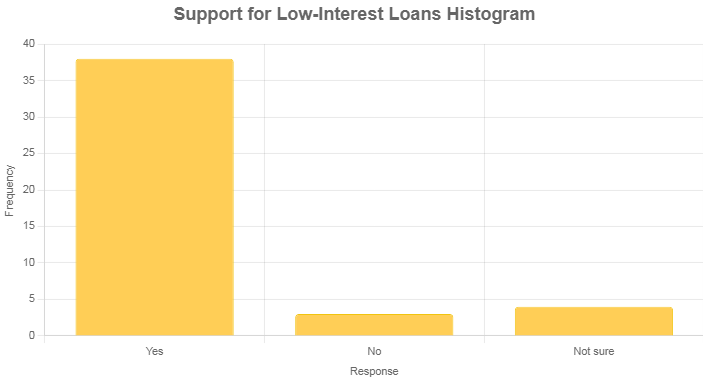 Support for Low-Interest Loans Histogram
40
35
30
25
20
15
10
5
0
Frequency
Yes No Not sure
Response